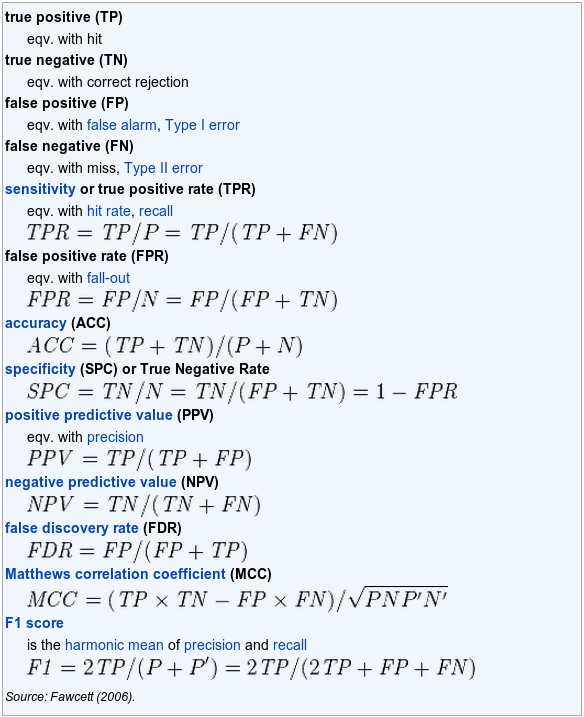 true positive (TP)
eqv. with hit
true negative (TN)
eqv. with correct rejection
false positive (FP)
eqv. with false alarm, Type I error
false negative (FN)
eqv. with miss, Type II error
sensitivity or true positive rate (TPR)
eqv. with hit rate, recall
TPR = TP/P = TP/(TP + FN)
false positive rate (FPR)
eqv. with fall-out
FPR = FP/N = FP/(FP + TN)
accuracy (ACC)
ACC = (TP + TN)/(P + N)
specificity (SPC) or True Negative Rate
SPC = TN/N = TN/(FP + TN) = 1 − FPR
positive predictive value (PPV)
eqv. with precision
PPV = TP/(TP + FP)
negative predictive value (NPV)
NPV = TN/(TN + FN)
false discovery rate (FDR)
FDR = FP/(FP + TP)
Matthews correlation coefficient (MCC)
MCC = (TP × TN − FP × FN)/√PNP'N'
F1 score
is the harmonic mean of precision and recall
F1 = 2TP/(P + P') = 2TP/(2TP + FP + FN)
Source: Fawcett (2006).